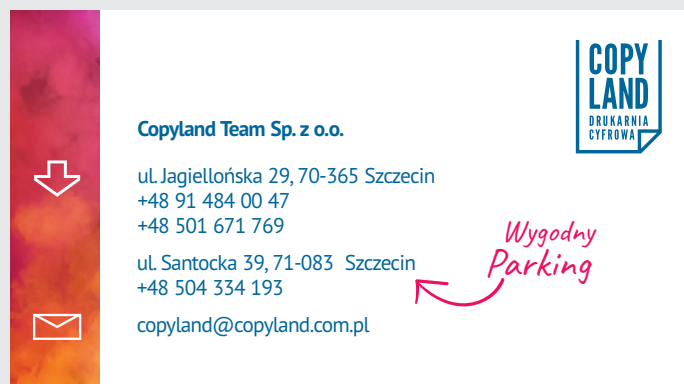 COPY
LAND
DRUKARNIA
CYFROWA
Copyland Team Sp. z o.o.
ul. Jagiellońska 29, 70-365 Szczecin
+48 91 484 00 47
+48 501 671 769
ul. Santocka 39, 71-083 Szczecin
+48 504 334 193
Wygodny
Parking
copyland@copyland.com.pl